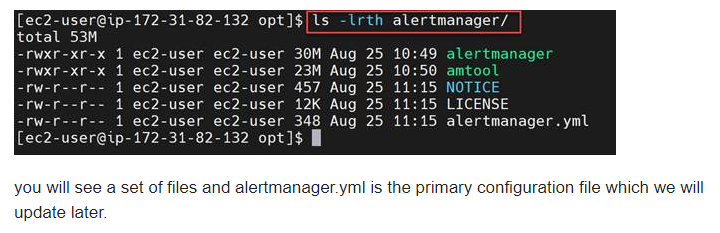 [ec2-user@ip-172-31-82-132 opt]$ ls -lrth alertmanager/
total 53M
-rwxr-xr-x 1 ec2-user ec2-user 30M Aug 25 10:49 alertmanager
-rwxr-xr-x 1 ec2-user ec2-user 23M Aug 25 10:50 amtool
-rw-r--r-- 1 ec2-user ec2-user 457 Aug 25 11:15 NOTICE
-rw-r--r-- 1 ec2-user ec2-user 12K Aug 25 11:15 LICENSE
-rw-r--r-- 1 ec2-user ec2-user 348 Aug 25 11:15 alertmanager.yml
[ec2-user@ip-172-31-82-132 opt]$
you will see a set of files and alertmanager.yml is the primary configuration file which we will
update later.